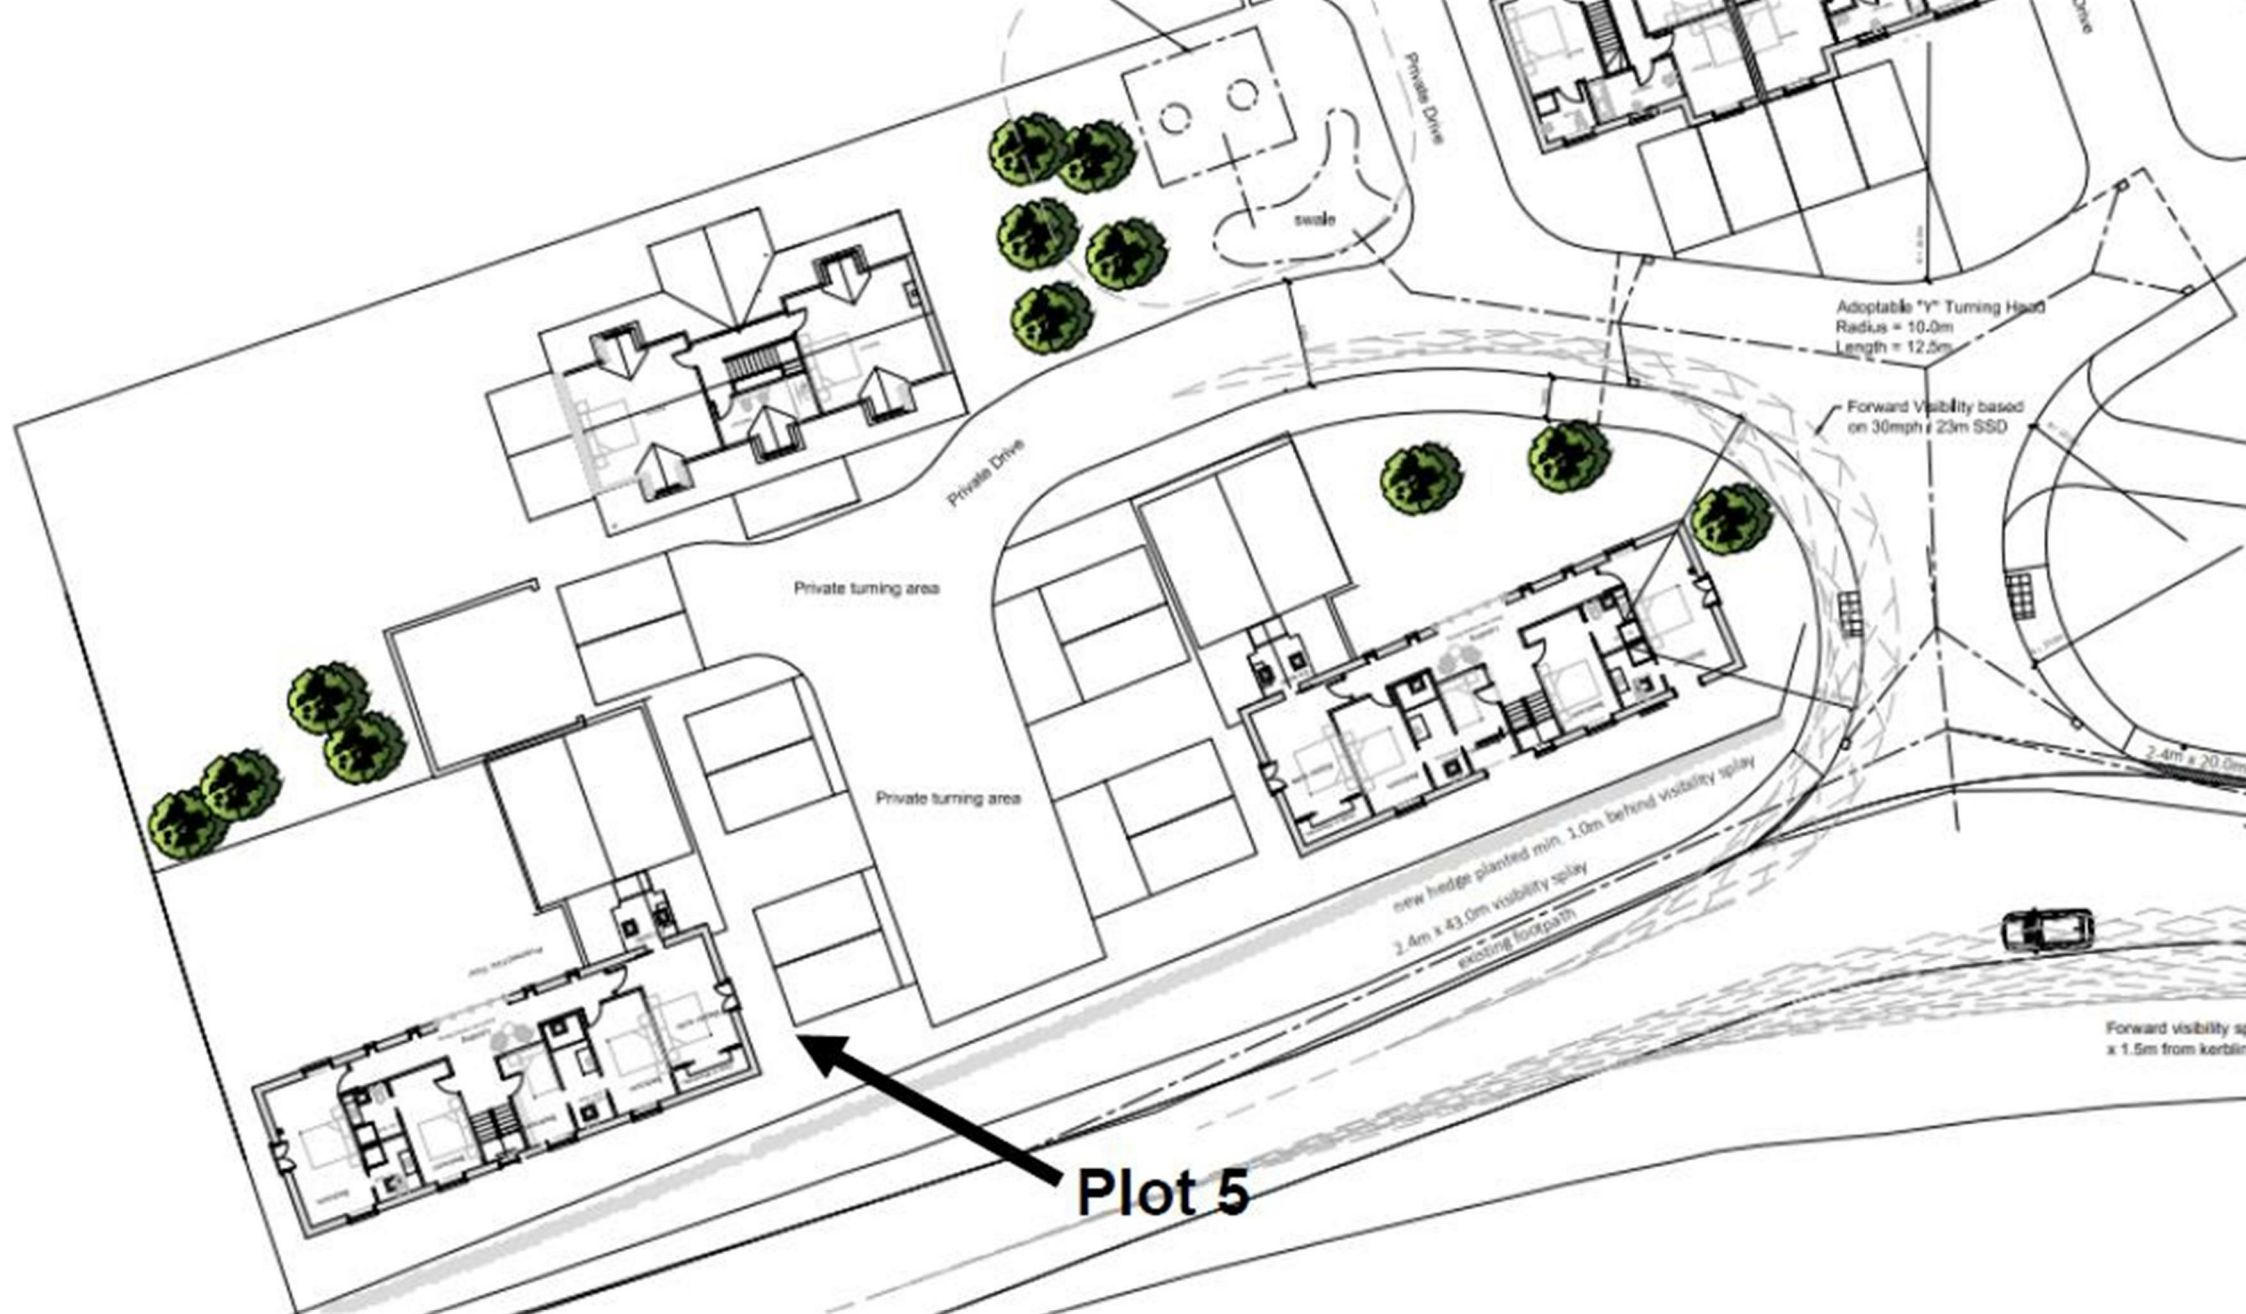 Private Drive
Drive
swale
Adoptable "Y" Turning Head
Radius = 10.0m
Length = 12.5m
Forward Visibility based
on 30mph / 23m SSD
Private Drive
Private turning area
Private turning area
2.4m x 20.0m
new hedge planted min. 1.0m behind visibility splay
2.4m x 43.0m visibility splay
existing footpath
Forward visibility sp
x 1.5m from kerblin
Plot 5